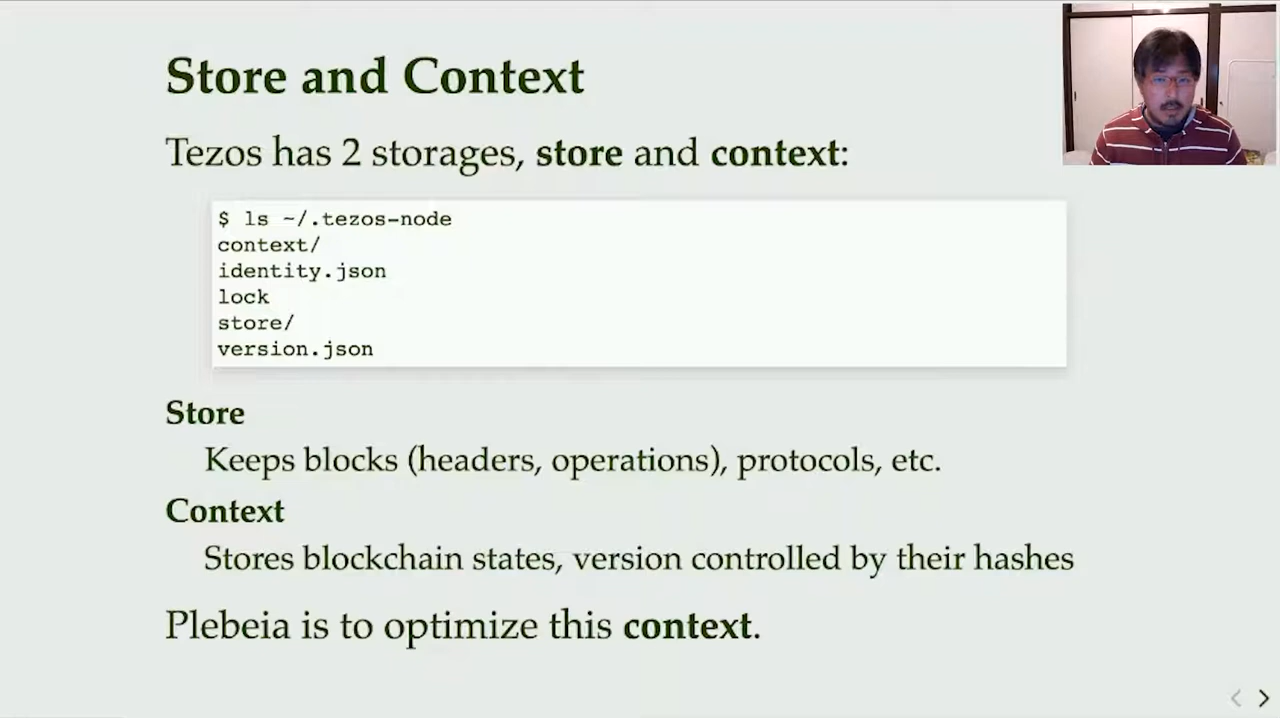 Store and Context
Tezos has 2 storages, store and context:
$ ls ~/.tezos-node
context/
identity.json
lock
store/
version.json
Store
Keeps blocks (headers, operations), protocols, etc.
Context
Stores blockchain states, version controlled by their hashes
Plebeia is to optimize this context.